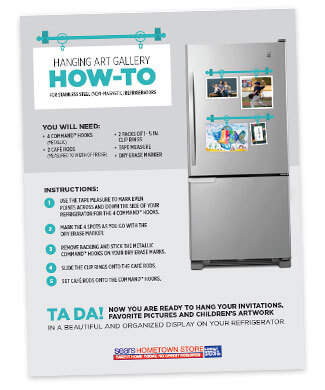 HANGING ART GALLERY
HOW-TO
FOR STAINLESS STEEL (NON-MAGNETIC) REFRIGERATORS
YOU WILL NEED:
• 4 COMMAND™ HOOKS
(METALLIC)
• 2 CAFÉ RODS
(MEASURED TO WIDTH OF FRIDGE)
• 2 PACKS OF 1 - 5 IN.
CLIP RINGS
• TAPE MEASURE
• DRY ERASE MARKER
INSTRUCTIONS:
1 USE THE TAPE MEASURE TO MARK EVEN
POINTS ACROSS AND DOWN THE SIDE OF YOUR
REFRIGERATOR FOR THE 4 COMMAND™ HOOKS.
2 MARK THE 4 SPOTS AS YOU GO WITH THE
DRY ERASE MARKER.
3 REMOVE BACKING AND STICK THE METALLIC
COMMAND™ HOOKS ON YOUR DRY ERASE MARKS.
4 SLIDE THE CLIP RINGS ONTO THE CAFÉ RODS.
5 SET CAFÉ RODS ONTO THE COMMAND™ HOOKS.
TA DA! NOW YOU ARE READY TO HANG YOUR INVITATIONS,
FAVORITE PICTURES AND CHILDREN'S ARTWORK
IN A BEAUTIFUL AND ORGANIZED DISPLAY ON YOUR REFRIGERATOR.
sears HOMETOWN STORE